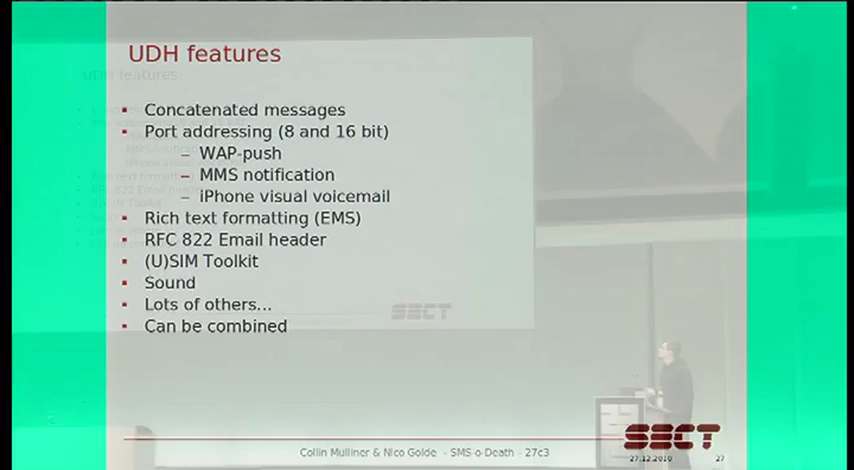 UDH features
Concatenated messages
Port addressing (8 and 16 bit)
– WAP-push
– MMS notification
– iPhone visual voicemail
Rich text formatting (EMS)
RFC 822 Email header
(U)SIM Toolkit
Sound
Lots of others...
Can be combined
SECT
Collin Mulliner & Nico Golde - SMS-o-Death - 27c3
SECT
27.12.2010 27